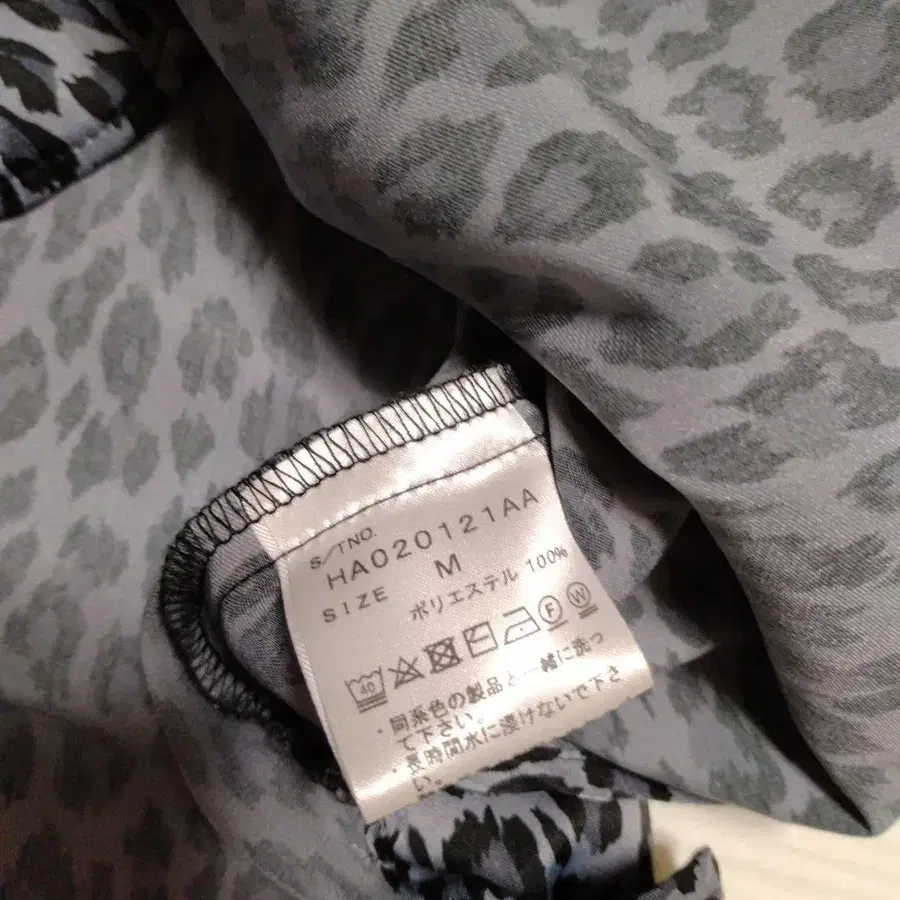 S/TNO.
HA020121AA
SIZE M
ポリエステル 100%
40 F W
・同系色の製品と一緒に洗っ
て下さい。
・長時間水に浸けないで下さ
い。